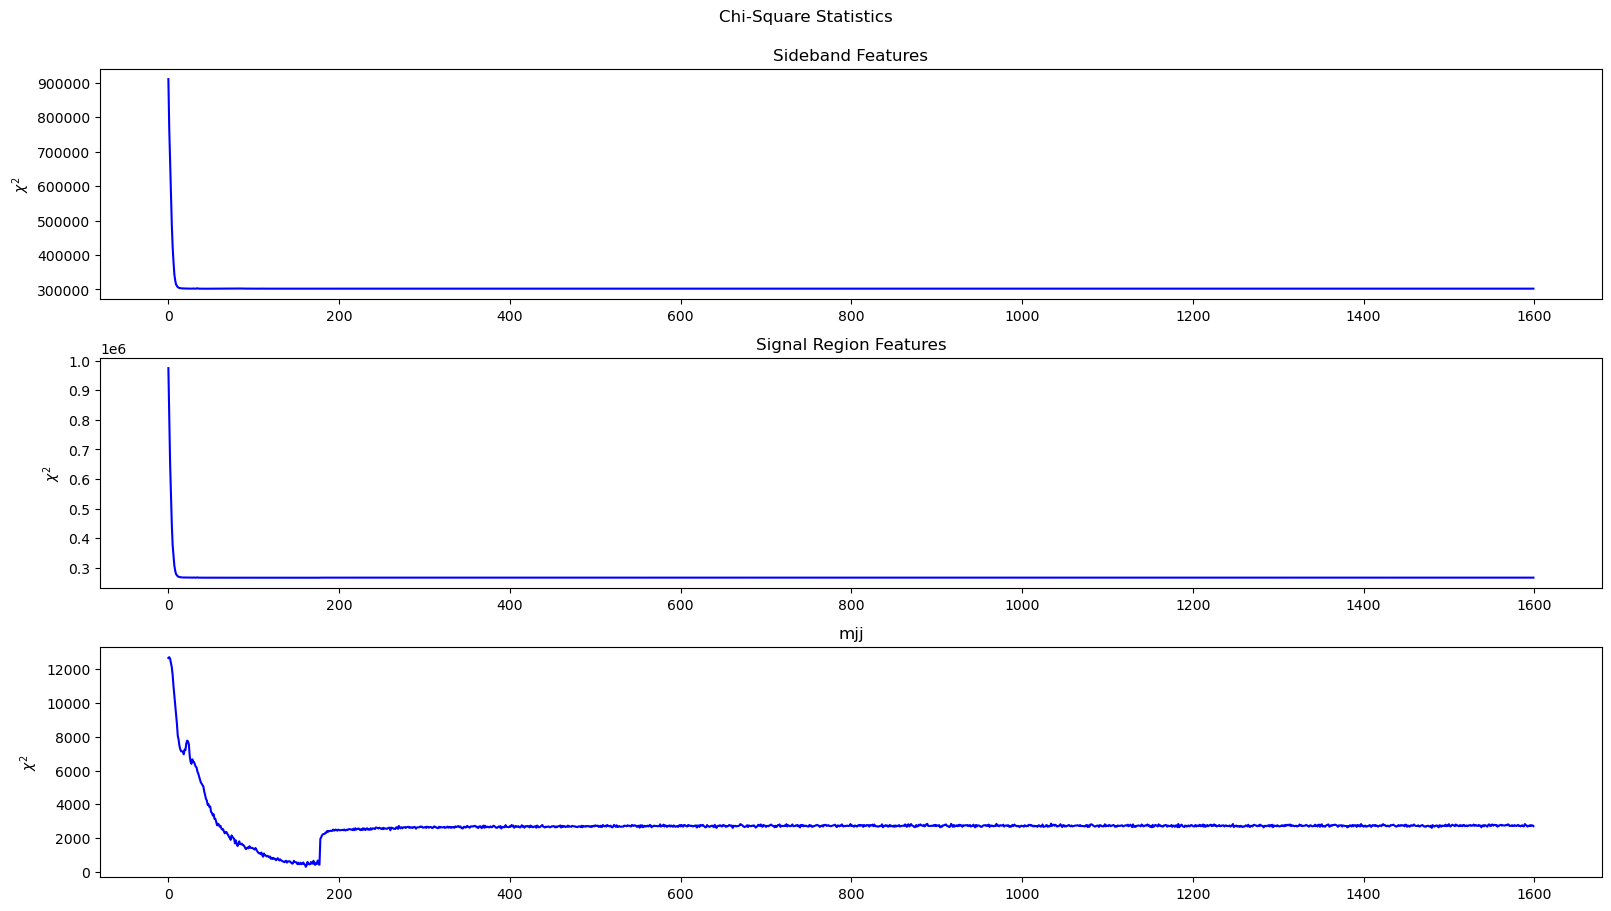 Chi-Square Statistics
Sideband Features
900000
800000
700000
600000
500000
400000
300000
χ²
0 200 400 600 800 1000 1200 1400 1600
Signal Region Features
1e6
1.0
0.9
0.8
0.7
0.6
0.5
0.4
0.3
χ²
0 200 400 600 800 1000 1200 1400 1600
mjj
12000
10000
8000
6000
4000
2000
0
χ²
0 200 400 600 800 1000 1200 1400 1600